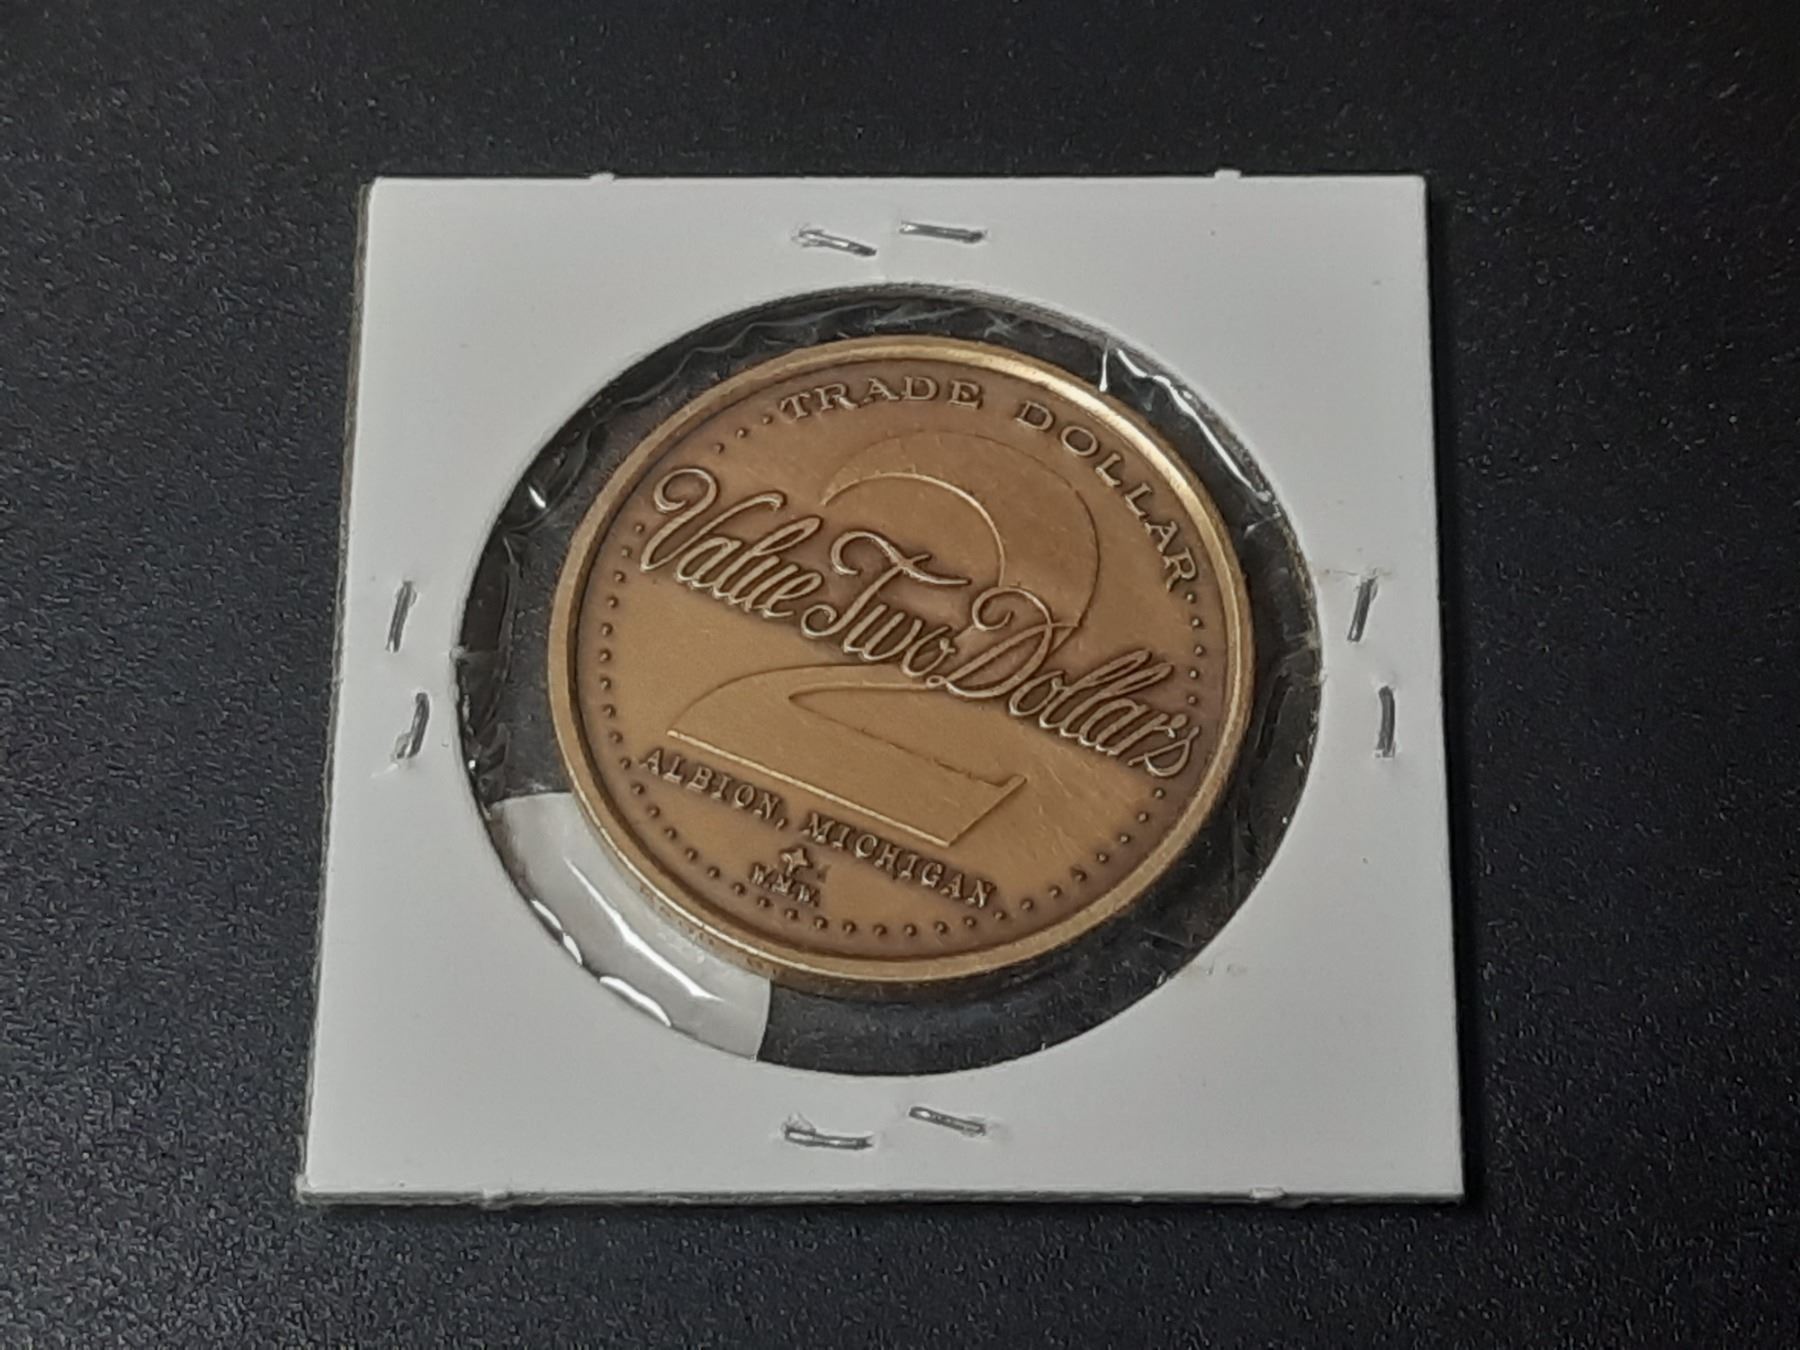 TRADE DOLLAR
2
Value Two Dollars
ALBION, MICHIGAN
W.M.W.